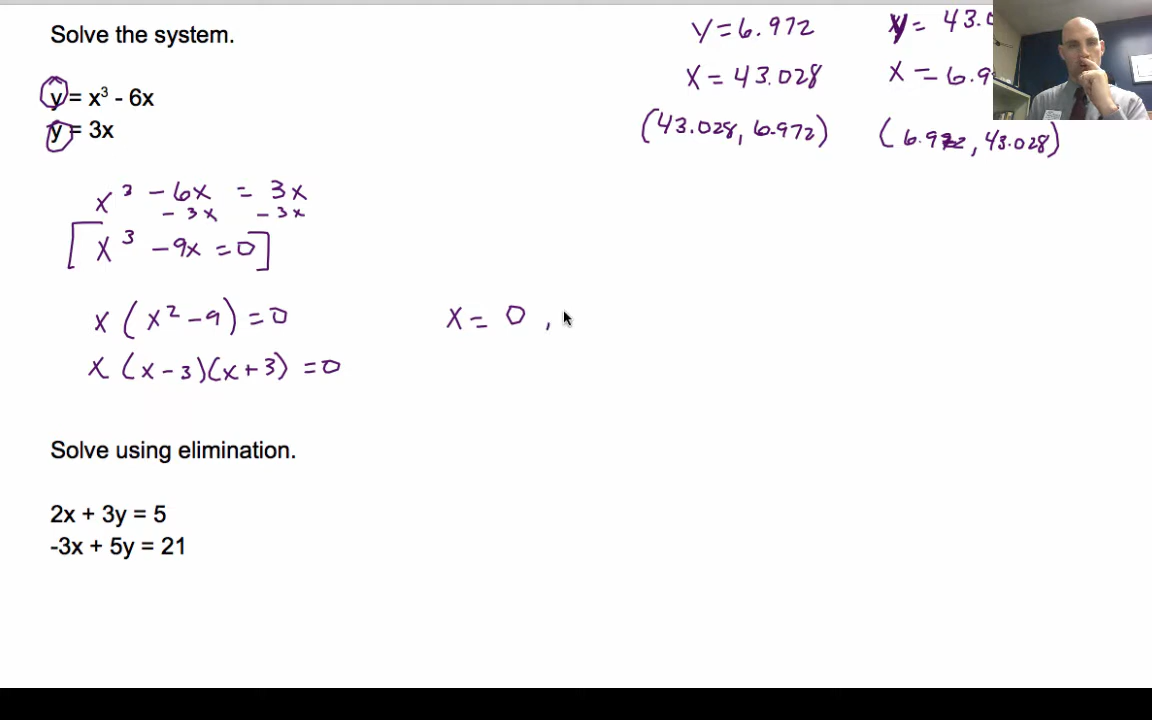 Solve the system.
y = x³ - 6x
y = 3x
y = 6.972
x = 43.028
(43.028, 6.972)
y = 43.0
x = 6.9
(6.972, 43.028)
x³ - 6x = 3x
- 3x - 3x
[x³ - 9x = 0]
x (x² - 9) = 0
x = 0 ,
x (x - 3)(x + 3) = 0
Solve using elimination.
2x + 3y = 5
-3x + 5y = 21